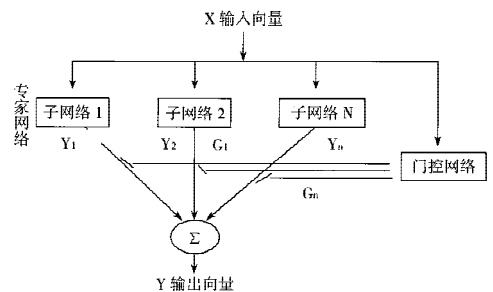 X 输入向量
专家网络
子网络 1
子网络 2
子网络 N
Y1
Y2
G1
Yn
门控网络
Gn
Σ
Y 输出向量